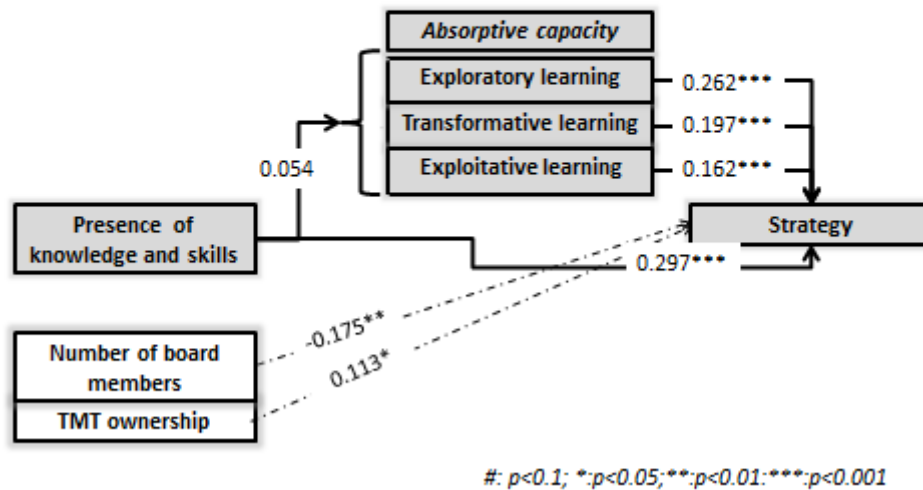 Absorptive capacity
Exploratory learning
0.262***
Transformative learning
0.197***
0.054
Exploitative learning
0.162***
Presence of
knowledge and skills
Strategy
0.297***
-0.175**
Number of board
members
0.113*
TMT ownership
#: p<0.1; *:p<0.05;**:p<0.01:***:p<0.001